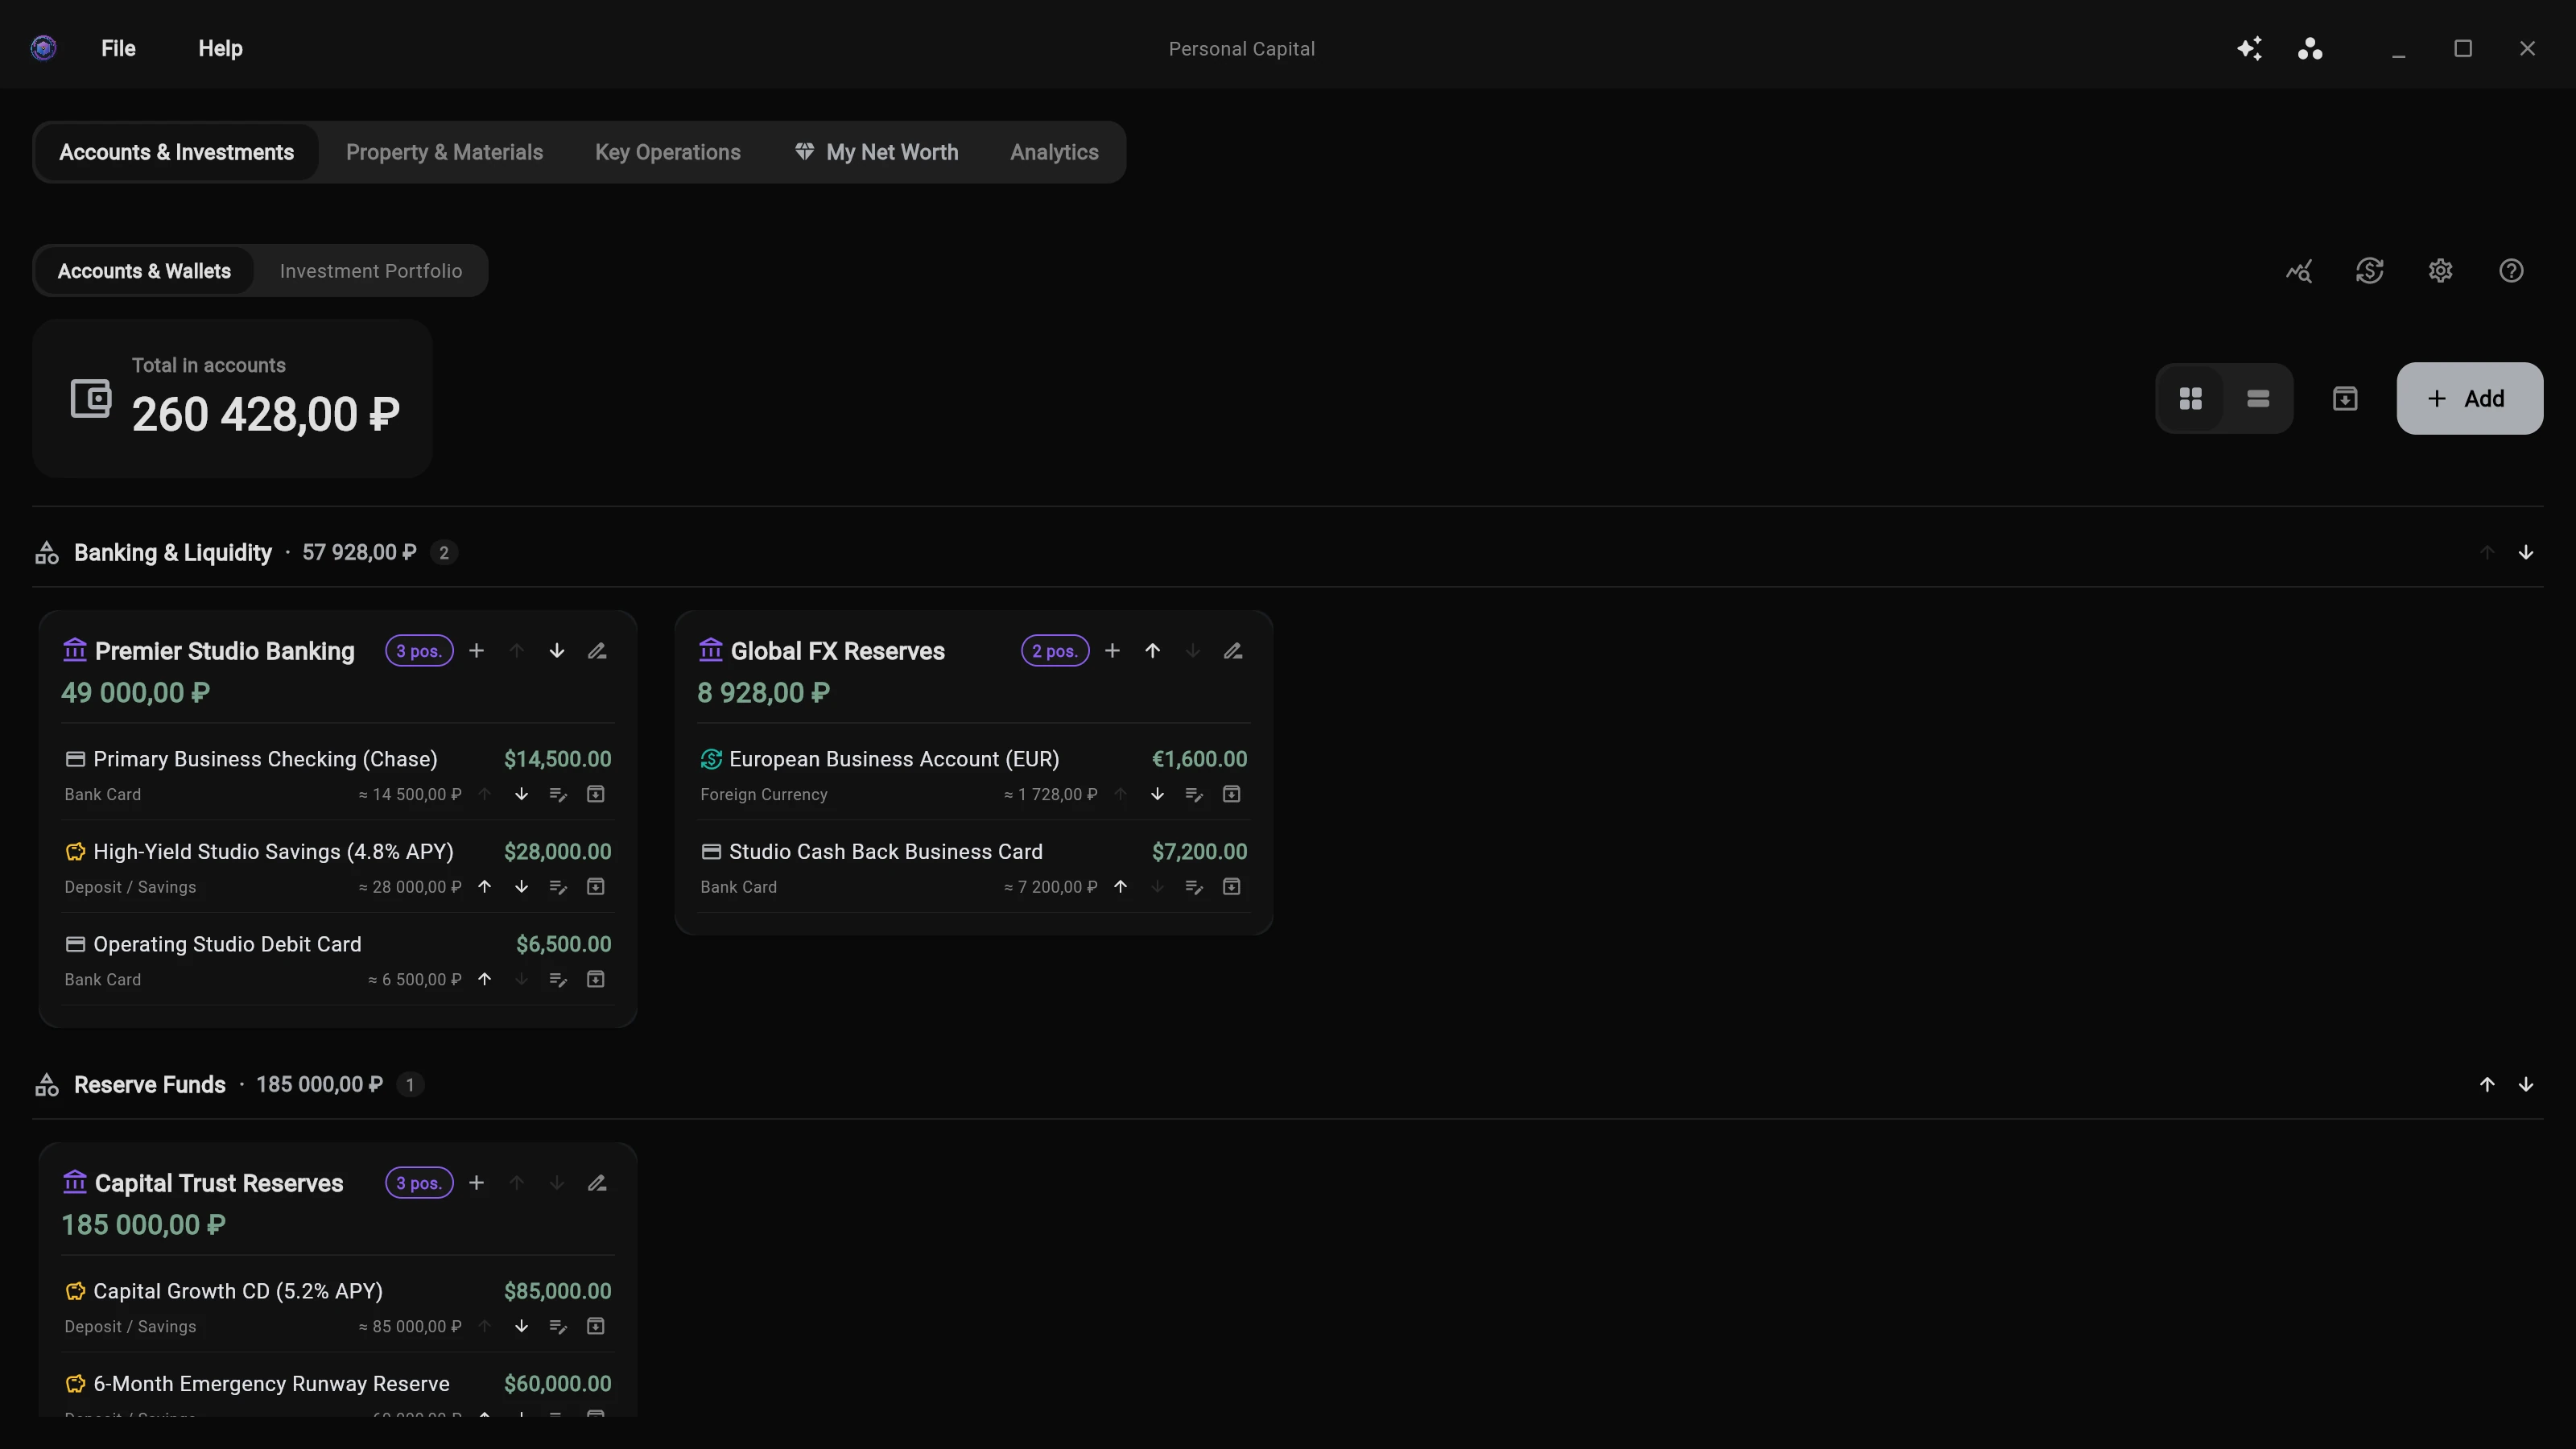 File Help Personal Capital
Accounts & Investments Property & Materials Key Operations My Net Worth Analytics
Accounts & Wallets Investment Portfolio
Total in accounts
260 428,00 ₽
+ Add
Banking & Liquidity · 57 928,00 ₽ 2
Premier Studio Banking 3 pos.
49 000,00 ₽
Primary Business Checking (Chase) $14,500.00
Bank Card ≈ 14 500,00 ₽
High-Yield Studio Savings (4.8% APY) $28,000.00
Deposit / Savings ≈ 28 000,00 ₽
Operating Studio Debit Card $6,500.00
Bank Card ≈ 6 500,00 ₽
Global FX Reserves 2 pos.
8 928,00 ₽
European Business Account (EUR) €1,600.00
Foreign Currency ≈ 1 728,00 ₽
Studio Cash Back Business Card $7,200.00
Bank Card ≈ 7 200,00 ₽
Reserve Funds · 185 000,00 ₽ 1
Capital Trust Reserves 3 pos.
185 000,00 ₽
Capital Growth CD (5.2% APY) $85,000.00
Deposit / Savings ≈ 85 000,00 ₽
6-Month Emergency Runway Reserve $60,000.00